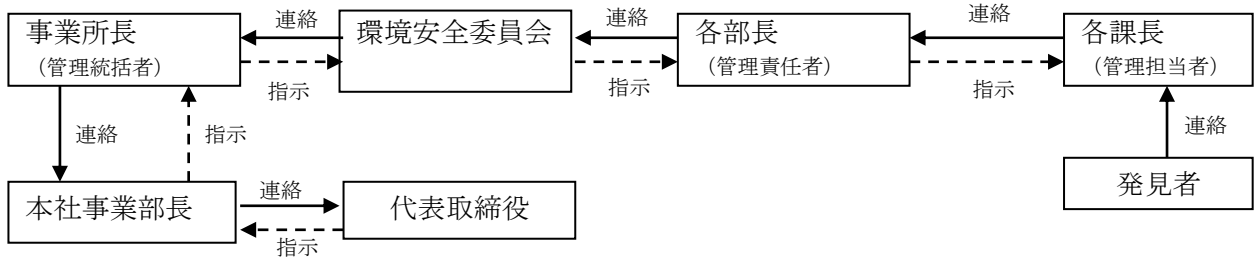 事業所長
（管理統括者）
連絡
指示
環境安全委員会
連絡
指示
各部長
（管理責任者）
連絡
指示
各課長
（管理担当者）
連絡
指示
連絡
発見者
本社事業部長
連絡
指示
代表取締役